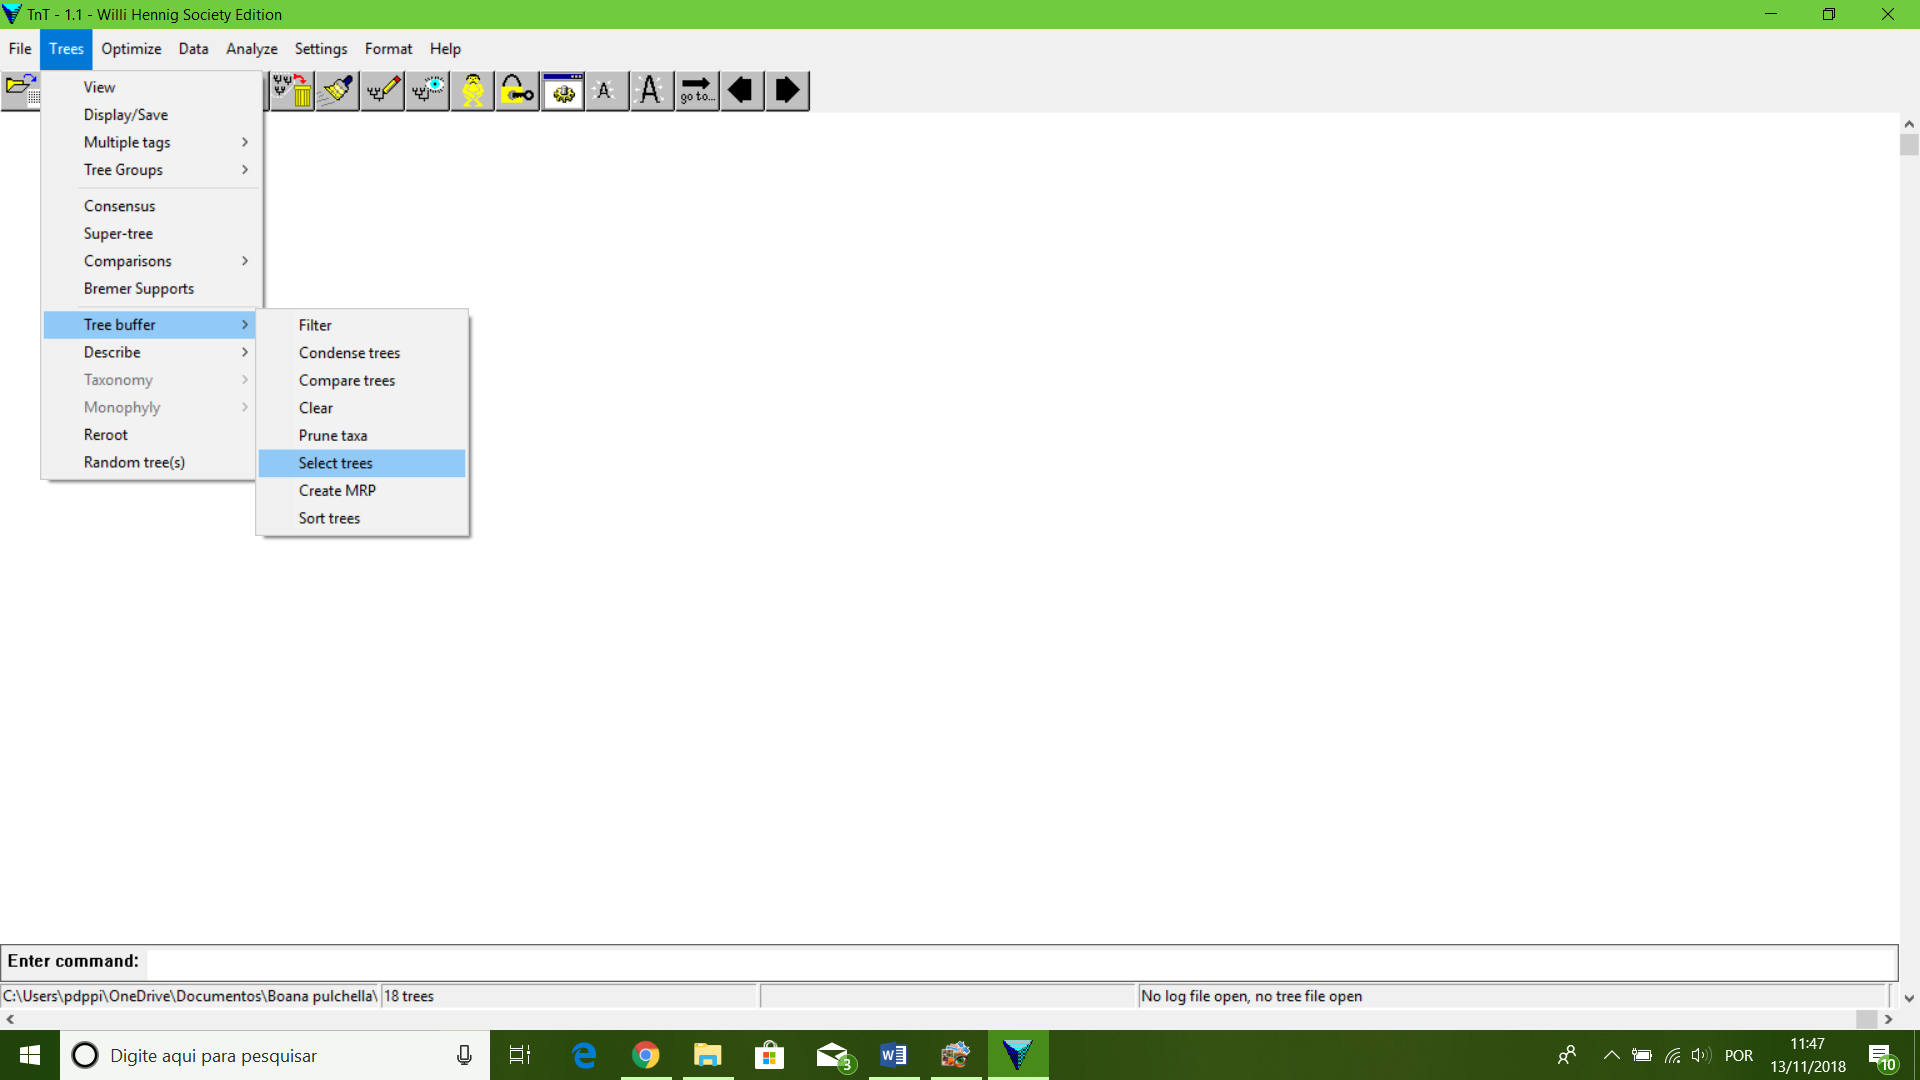 TnT - 1.1 - Willi Hennig Society Edition
File Trees Optimize Data Analyze Settings Format Help
A A go to...
View
Display/Save
Multiple tags
Tree Groups
Consensus
Super-tree
Comparisons
Bremer Supports
Tree buffer
Describe
Taxonomy
Monophyly
Reroot
Random tree(s)
Filter
Condense trees
Compare trees
Clear
Prune taxa
Select trees
Create MRP
Sort trees
Enter command:
C:\Users\pdppi\OneDrive\Documentos\Boana pulchella\ 18 trees No log file open, no tree file open
Digite aqui para pesquisar 3 POR 11:47
13/11/2018 10